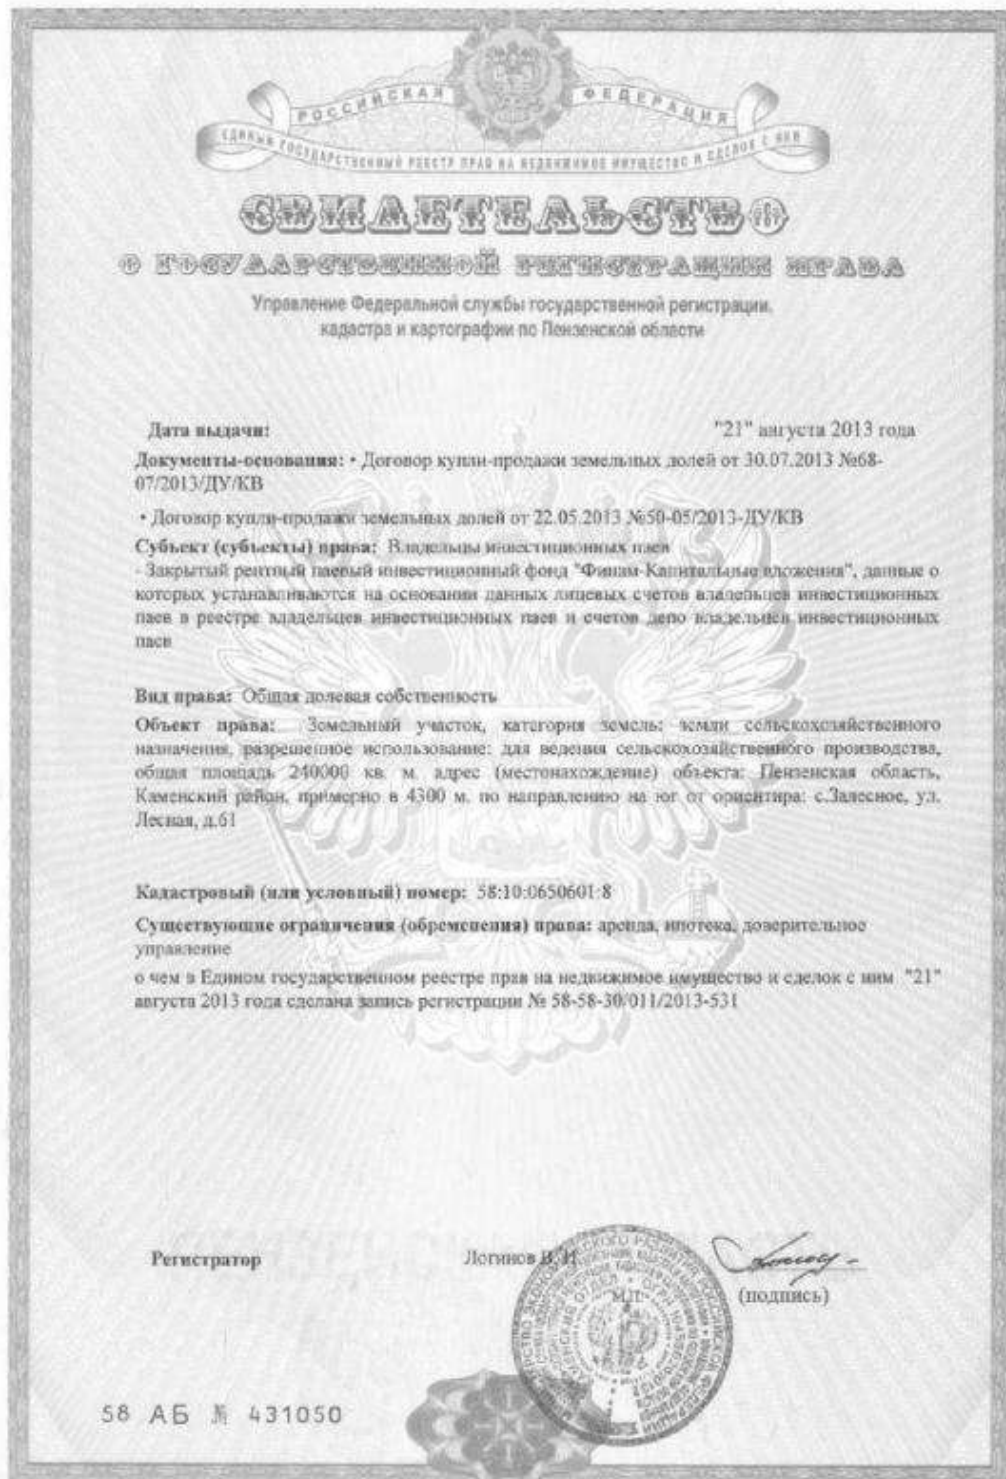 РОССИЙСКАЯ ФЕДЕРАЦИЯ
ЕДИНЫЙ ГОСУДАРСТВЕННЫЙ РЕЕСТР ПРАВ НА НЕДВИЖИМОЕ ИМУЩЕСТВО И СДЕЛОК С НИМ
СВИДЕТЕЛЬСТВО
О ГОСУДАРСТВЕННОЙ РЕГИСТРАЦИИ ПРАВА
Управление Федеральной службы государственной регистрации,
кадастра и картографии по Пензенской области
Дата выдачи: "21" августа 2013 года
Документы-основания: • Договор купли-продажи земельных долей от 30.07.2013 №68-
07/2013/ДУ/КВ
• Договор купли-продажи земельных долей от 22.05.2013 №50-05/2013-ДУ/КВ
Субъект (субъекты) права: Владельцы инвестиционных паев
- Закрытый рентный паевый инвестиционный фонд "Финам-Капитальные вложения", данные о
которых устанавливаются на основании данных лицевых счетов владельцев инвестиционных
паев в реестре владельцев инвестиционных паев и счетов депо владельцев инвестиционных
паев
Вид права: Общая долевая собственность
Объект права: Земельный участок, категория земель: земли сельскохозяйственного
назначения, разрешенное использование: для ведения сельскохозяйственного производства,
общая площадь 240000 кв. м, адрес (местонахождение) объекта: Пензенская область,
Каменский район, примерно в 4300 м. по направлению на юг от ориентира: с.Залесное, ул.
Лесная, д.61
Кадастровый (или условный) номер: 58:10:0650601:8
Существующие ограничения (обременения) права: аренда, ипотека, доверительное
управление
о чем в Едином государственном реестре прав на недвижимое имущество и сделок с ним "21"
августа 2013 года сделана запись регистрации № 58-58-30/011/2013-531
Регистратор Логинов В. И.
М.П.
(подпись)
58 АБ № 431050